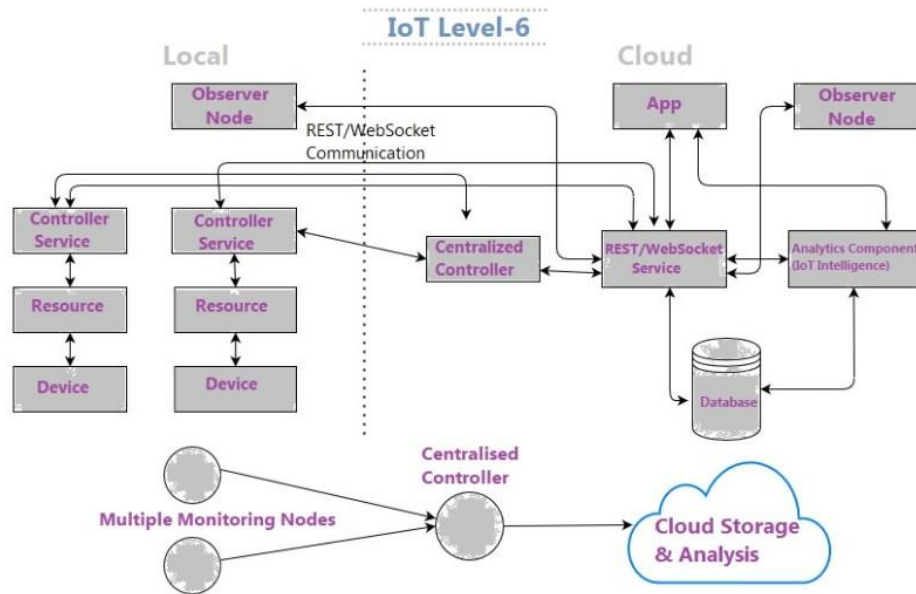 IoT Level-6
Local
Cloud
Observer
Node
App
Observer
Node
REST/WebSocket
Communication
Controller
Service
Controller
Service
Centralized
Controller
REST/WebSocket
Service
Analytics Component
(IoT Intelligence)
Resource
Resource
Device
Device
Database
Centralised
Controller
Multiple Monitoring Nodes
Cloud Storage
& Analysis